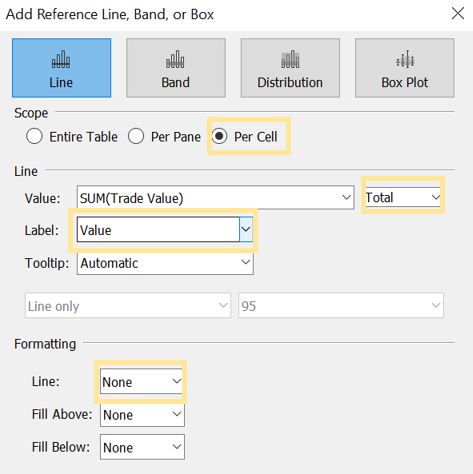 Add Reference Line, Band, or Box
Line Band Distribution Box Plot
Scope
Entire Table Per Pane Per Cell
Line
Value: SUM(Trade Value) Total
Label: Value
Tooltip: Automatic
Line only 95
Formatting
Line: None
Fill Above: None
Fill Below: None